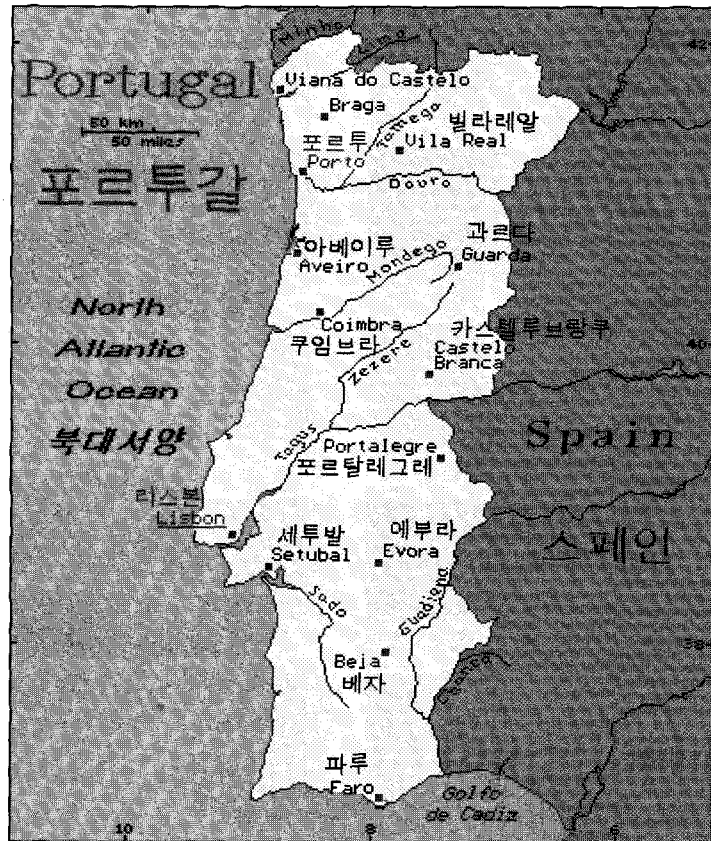 Portugal
50 km
50 miles
포르투갈
Minho
Lima
42
Viana do Castelo
Braga
포르투
Porto
Tamega
빌라레알
Vila Real
Douro
아베이루
Aveiro
Mondego
과르다
Guarda
North
Atlantic
Ocean
북대서양
Coimbra
쿠임브라
Zezere
카스텔루브랑쿠
Castelo
Branca
40
Tagus
Portalegre
포르탈레그레
Spain
스페인
리스본
Lisbon
세투발
Setubal
에부라
Evora
Sado
Guadiana
38
Beja
베자
Chanca
파루
Faro
Golfo
de Cadiz
10
8
6